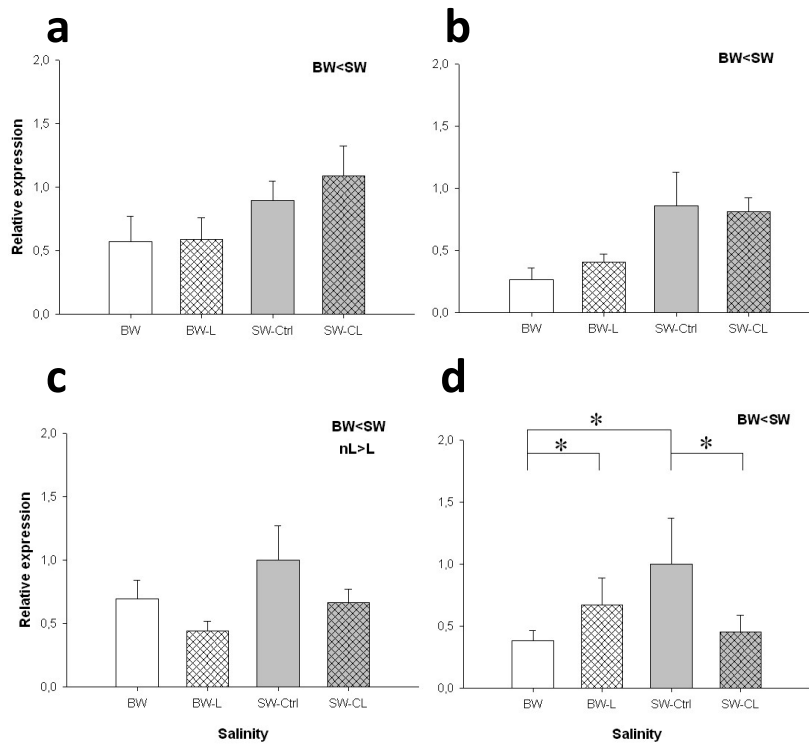 a
BW<SW
Relative expression
2,0
1,5
1,0
0,5
0,0
BW BW-L SW-Ctrl SW-CL
b
BW<SW
2,0
1,5
1,0
0,5
0,0
BW BW-L SW-Ctrl SW-CL
c
BW<SW
nL>L
Relative expression
2,0
1,5
1,0
0,5
0,0
BW BW-L SW-Ctrl SW-CL
Salinity
d
BW<SW
*
* *
2,0
1,5
1,0
0,5
0,0
BW BW-L SW-Ctrl SW-CL
Salinity